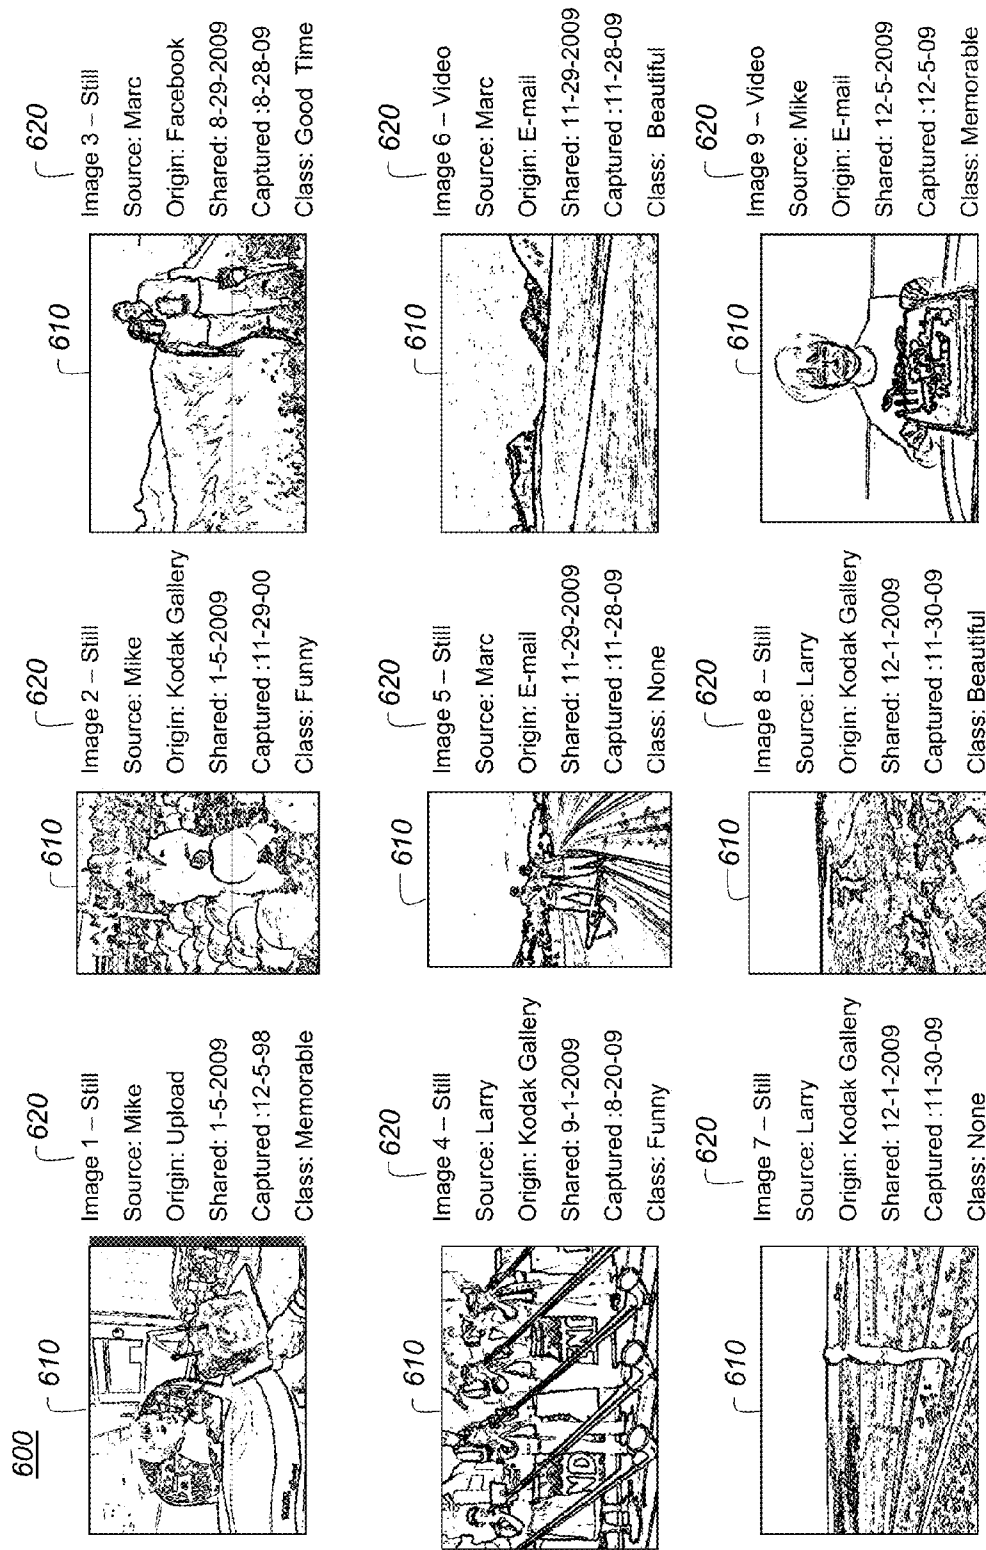 600
610
620
Image 1 – Still
Source: Mike
Origin: Upload
Shared: 1-5-2009
Captured :12-5-98
Class: Memorable
610
620
Image 2 – Still
Source: Mike
Origin: Kodak Gallery
Shared: 1-5-2009
Captured :11-29-00
Class: Funny
610
620
Image 3 – Still
Source: Marc
Origin: Facebook
Shared: 8-29-2009
Captured :8-28-09
Class: Good Time
610
620
Image 4 – Still
Source: Larry
Origin: Kodak Gallery
Shared: 9-1-2009
Captured :8-20-09
Class: Funny
610
620
Image 5 – Still
Source: Marc
Origin: E-mail
Shared: 11-29-2009
Captured :11-28-09
Class: None
610
620
Image 6 – Video
Source: Marc
Origin: E-mail
Shared: 11-29-2009
Captured :11-28-09
Class: Beautiful
610
620
Image 7 – Still
Source: Larry
Origin: Kodak Gallery
Shared: 12-1-2009
Captured :11-30-09
Class: None
610
620
Image 8 – Still
Source: Larry
Origin: Kodak Gallery
Shared: 12-1-2009
Captured :11-30-09
Class: Beautiful
610
620
Image 9 – Video
Source: Mike
Origin: E-mail
Shared: 12-5-2009
Captured :12-5-09
Class: Memorable